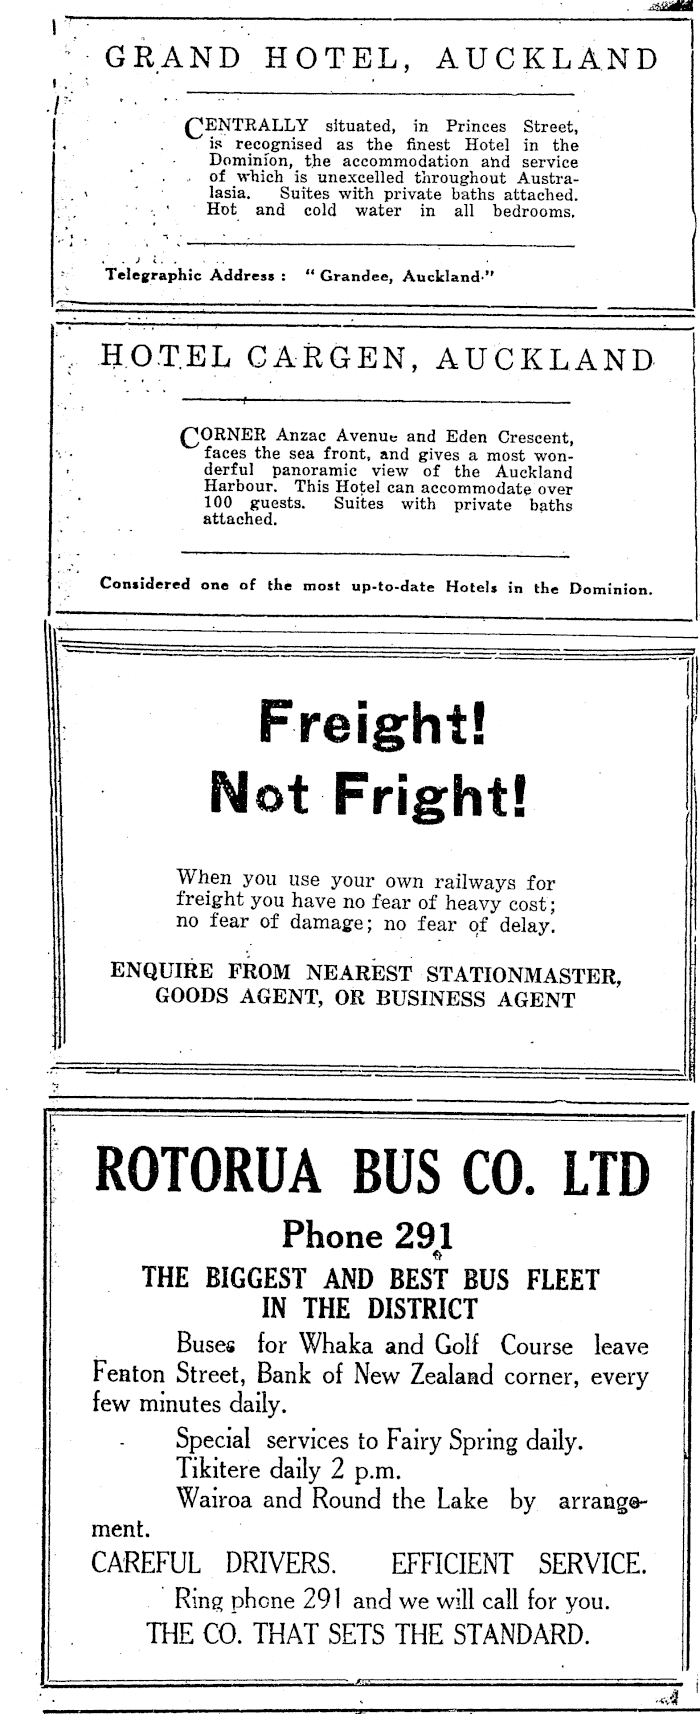 GRAND HOTEL, AUCKLAND
CENTRALLY situated, in Princes Street,
is recognised as the finest Hotel in the
Dominion, the accommodation and service
of which is unexcelled throughout Austra-
lasia. Suites with private baths attached.
Hot and cold water in all bedrooms.
Telegraphic Address : "Grandee, Auckland."
HOTEL CARGEN, AUCKLAND
CORNER Anzac Avenue and Eden Crescent,
faces the sea front, and gives a most won-
derful panoramic view of the Auckland
Harbour. This Hotel can accommodate over
100 guests. Suites with private baths
attached.
Considered one of the most up-to-date Hotels in the Dominion.
Freight!
Not Fright!
When you use your own railways for
freight you have no fear of heavy cost;
no fear of damage; no fear of delay.
ENQUIRE FROM NEAREST STATIONMASTER,
GOODS AGENT, OR BUSINESS AGENT
ROTORUA BUS CO. LTD
Phone 291
THE BIGGEST AND BEST BUS FLEET
IN THE DISTRICT
Buses for Whaka and Golf Course leave
Fenton Street, Bank of New Zealand corner, every
few minutes daily.
Special services to Fairy Spring daily.
Tikitere daily 2 p.m.
Wairoa and Round the Lake by arrange-
ment.
CAREFUL DRIVERS. EFFICIENT SERVICE.
Ring phone 291 and we will call for you.
THE CO. THAT SETS THE STANDARD.